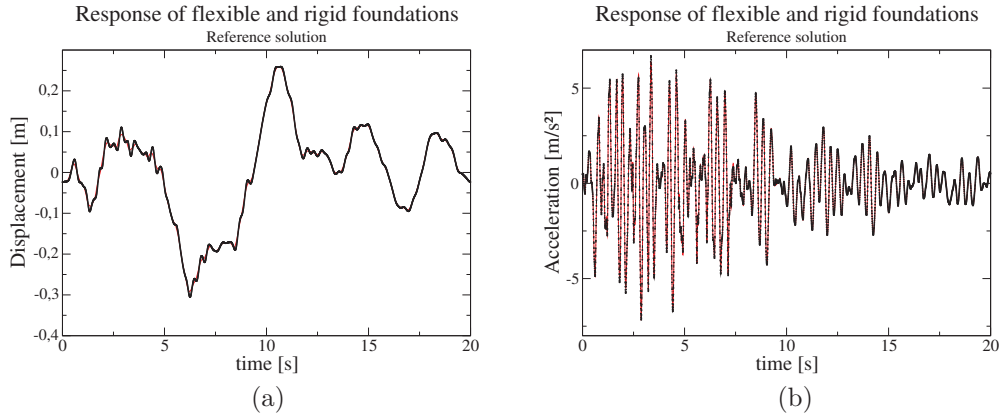 Response of flexible and rigid foundations
Reference solution
Displacement [m]
0,2
0,1
0
-0,1
-0,2
-0,3
-0,4
0 5 10 15 20
time [s]
(a)
Response of flexible and rigid foundations
Reference solution
Acceleration [m/s²]
5
0
-5
0 5 10 15 20
time [s]
(b)